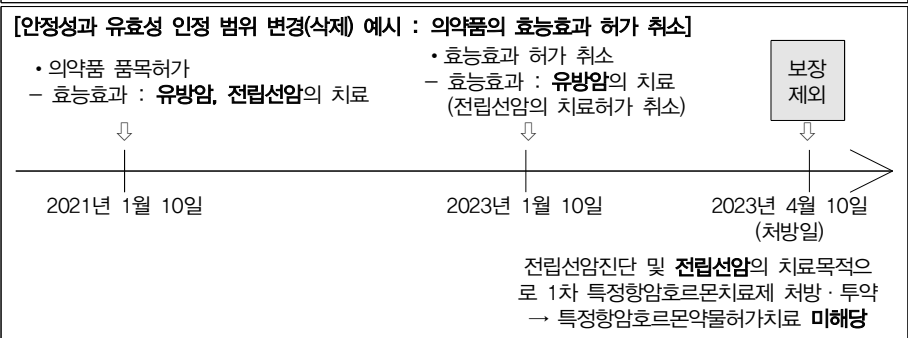 [안정성과 유효성 인정 범위 변경(삭제) 예시 : 의약품의 효능효과 허가 취소]
・의약품 품목허가
- 효능효과 : 유방암, 전립선암의 치료
・효능효과 허가 취소
- 효능효과 : 유방암의 치료
(전립선암의 치료허가 취소)
보장
제외
2021년 1월 10일
2023년 1월 10일
2023년 4월 10일
(처방일)
전립선암진단 및 전립선암의 치료목적으
로 1차 특정항암호르몬치료제 처방·투약
→ 특정항암호르몬약물허가치료 미해당